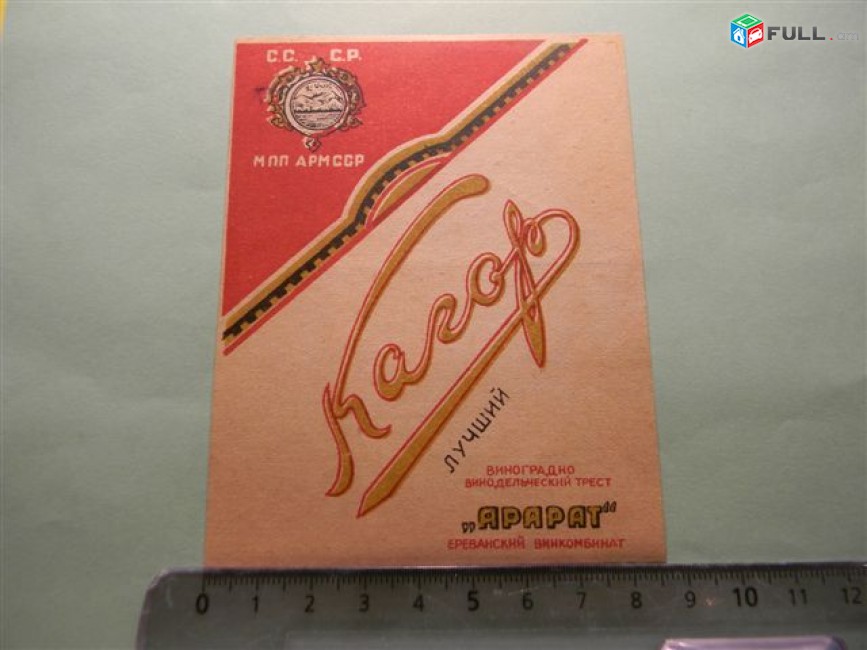 FULL.am
С.С. С.Р.
МПП АРМССР
Кагор
ЛУЧШИЙ
ВИНОГРАДНО
ВИНОДЕЛЬЧЕСКИЙ ТРЕСТ
„АРАРАТ“
ЕРЕВАНСКИЙ ВИНКОМБИНАТ
0 1 2 3 4 5 6 7 8 9 10 11 12